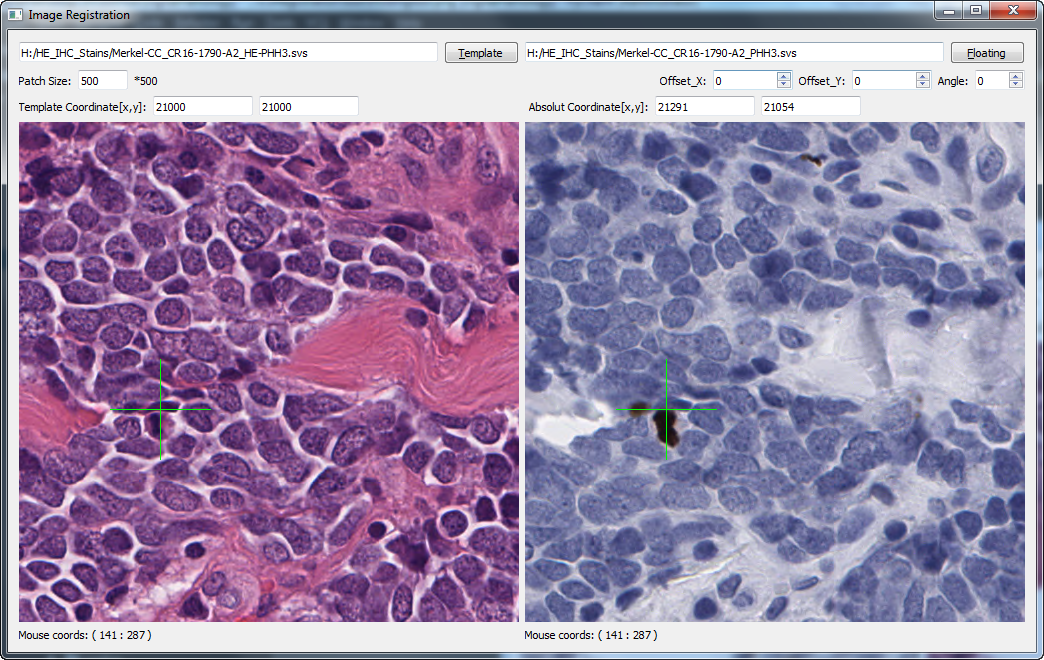 Image Registration
H:/HE_IHC_Stains/Merkel-CC_CR16-1790-A2_HE-PHH3.svs Template H:/HE_IHC_Stains/Merkel-CC_CR16-1790-A2_PHH3.svs Floating
Patch Size: 500 *500 Offset_X: 0 Offset_Y: 0 Angle: 0
Template Coordinate[x,y]: 21000 21000 Absolut Coordinate[x,y]: 21291 21054
Mouse coords: ( 141 : 287 ) Mouse coords: ( 141 : 287 )